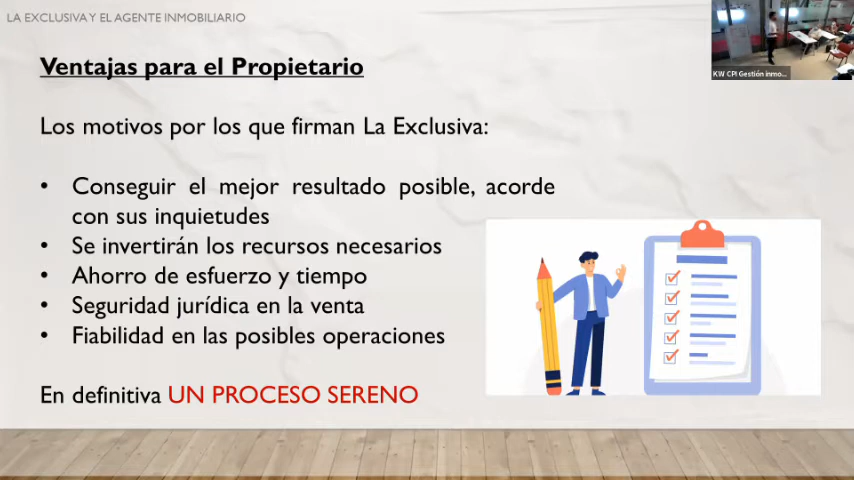 LA EXCLUSIVA Y EL AGENTE INMOBILIARIO
KW CPI Gestión inmo...
Ventajas para el Propietario
Los motivos por los que firman La Exclusiva:
• Conseguir el mejor resultado posible, acorde
con sus inquietudes
• Se invertirán los recursos necesarios
• Ahorro de esfuerzo y tiempo
• Seguridad jurídica en la venta
• Fiabilidad en las posibles operaciones
En definitiva UN PROCESO SERENO